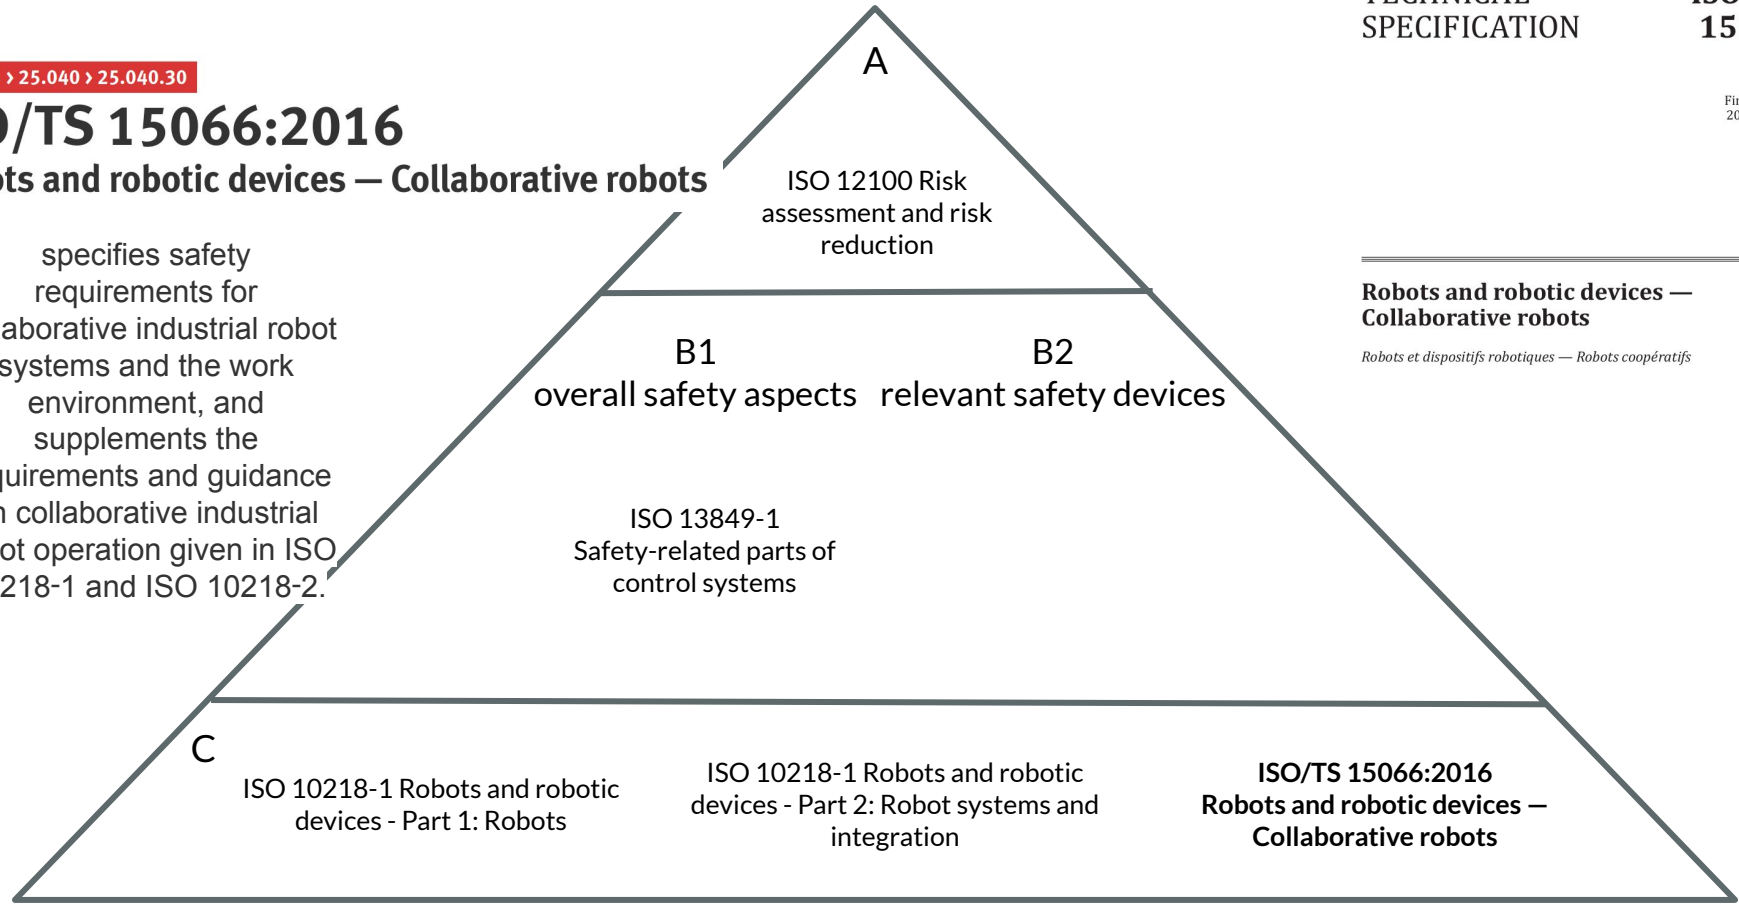 › 25.040 › 25.040.30
/TS 15066:2016
ts and robotic devices — Collaborative robots
specifies safety
requirements for
laborative industrial robot
systems and the work
environment, and
supplements the
quirements and guidance
n collaborative industrial
ot operation given in ISO
218-1 and ISO 10218-2.
A
ISO 12100 Risk
assessment and risk
reduction
B1
overall safety aspects
B2
relevant safety devices
ISO 13849-1
Safety-related parts of
control systems
C
ISO 10218-1 Robots and robotic
devices - Part 1: Robots
ISO 10218-1 Robots and robotic
devices - Part 2: Robot systems and
integration
ISO/TS 15066:2016
Robots and robotic devices —
Collaborative robots
TECHNICAL
SPECIFICATION
ISO
15
Fir
20
Robots and robotic devices —
Collaborative robots
Robots et dispositifs robotiques — Robots coopératifs